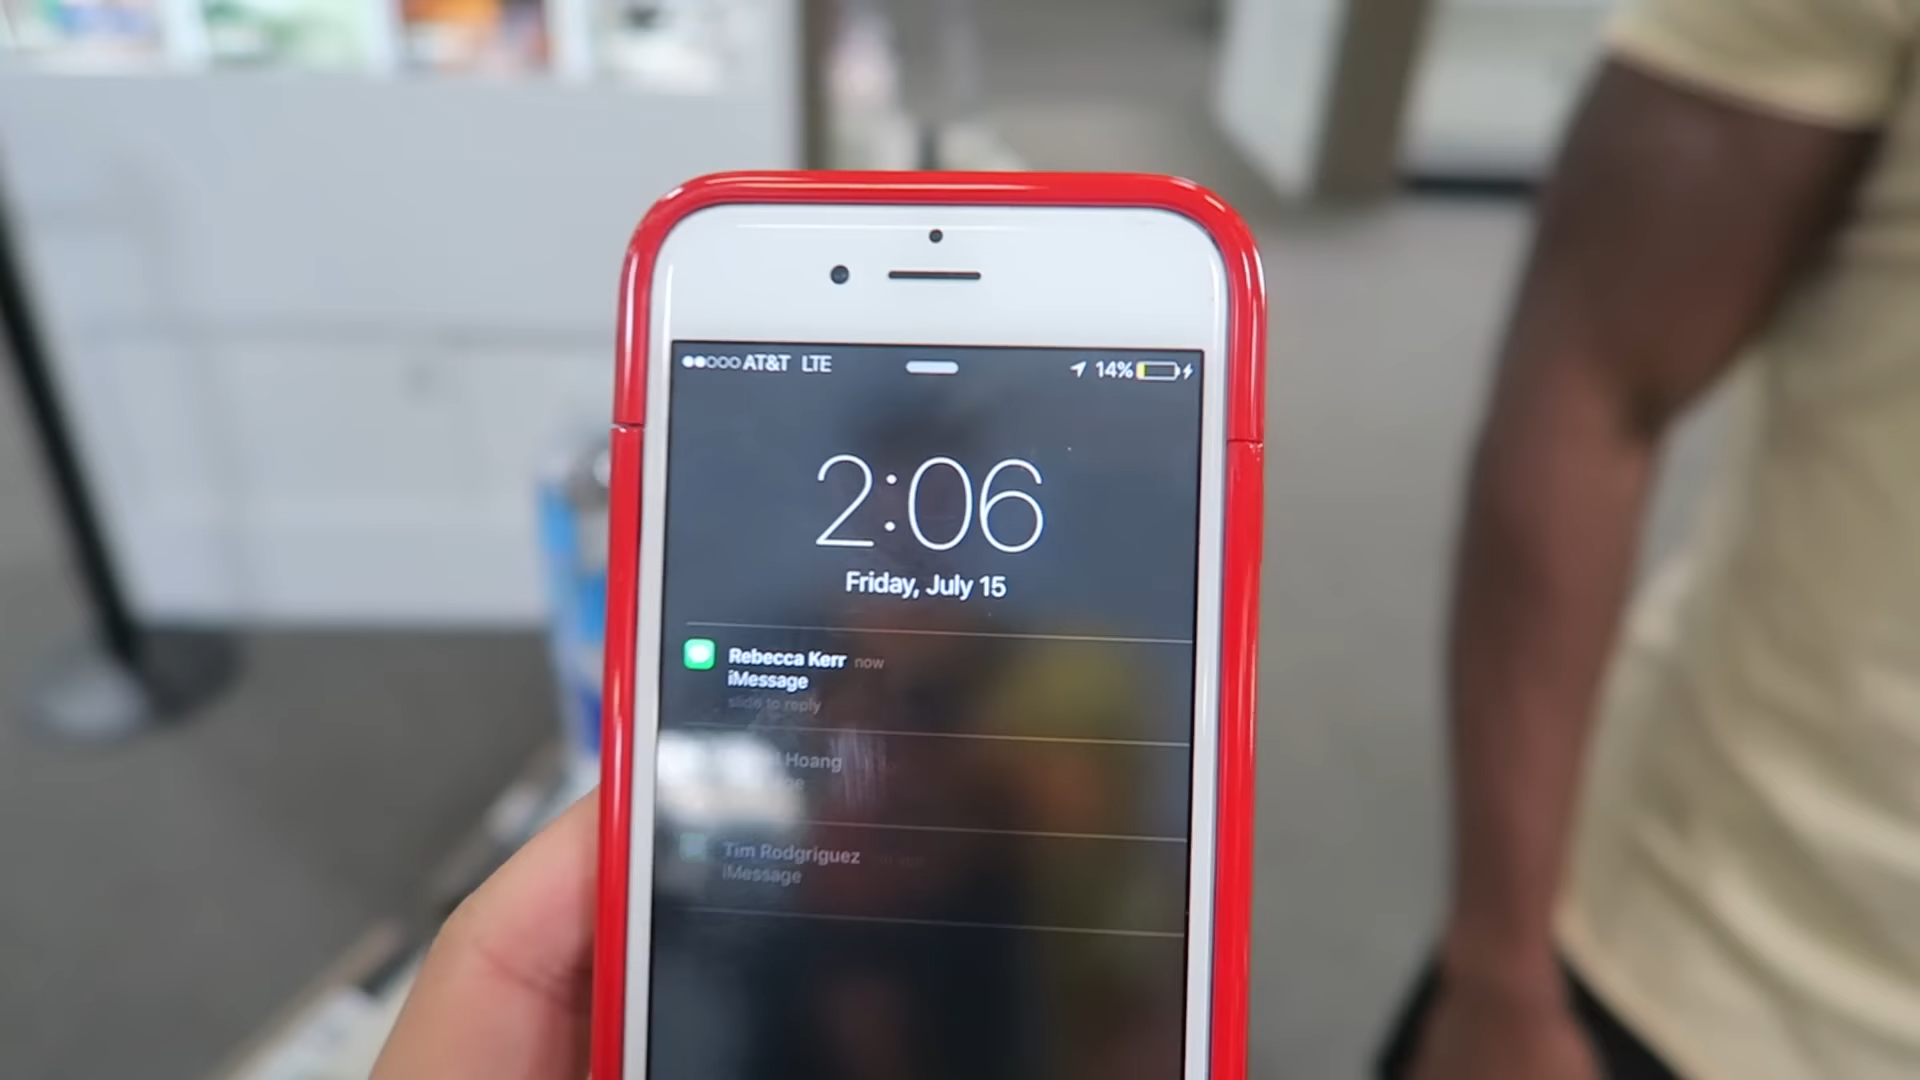 AT&T LTE 14%
2:06
Friday, July 15
Rebecca Kerr now
iMessage
slide to reply
Hoang
Tim Rodgriguez
iMessage